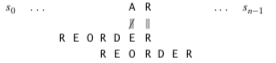 s₀ ... A R ... sₙ₋₁
∦ ||
R E O R D E R
R E O R D E R